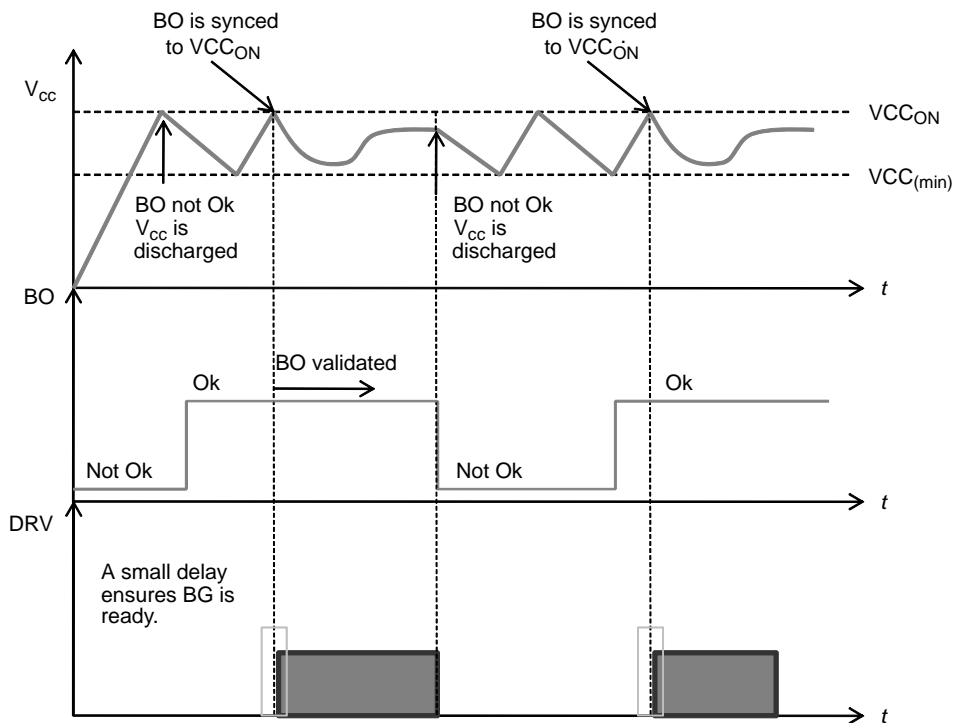 BO is synced
to VCCON
BO is synced
to VCCON
Vcc
VCCON
VCC(min)
BO not Ok
Vcc is
discharged
BO not Ok
Vcc is
discharged
t
BO
BO validated
Ok
Ok
Not Ok
Not Ok
t
DRV
A small delay
ensures BG is
ready.
t